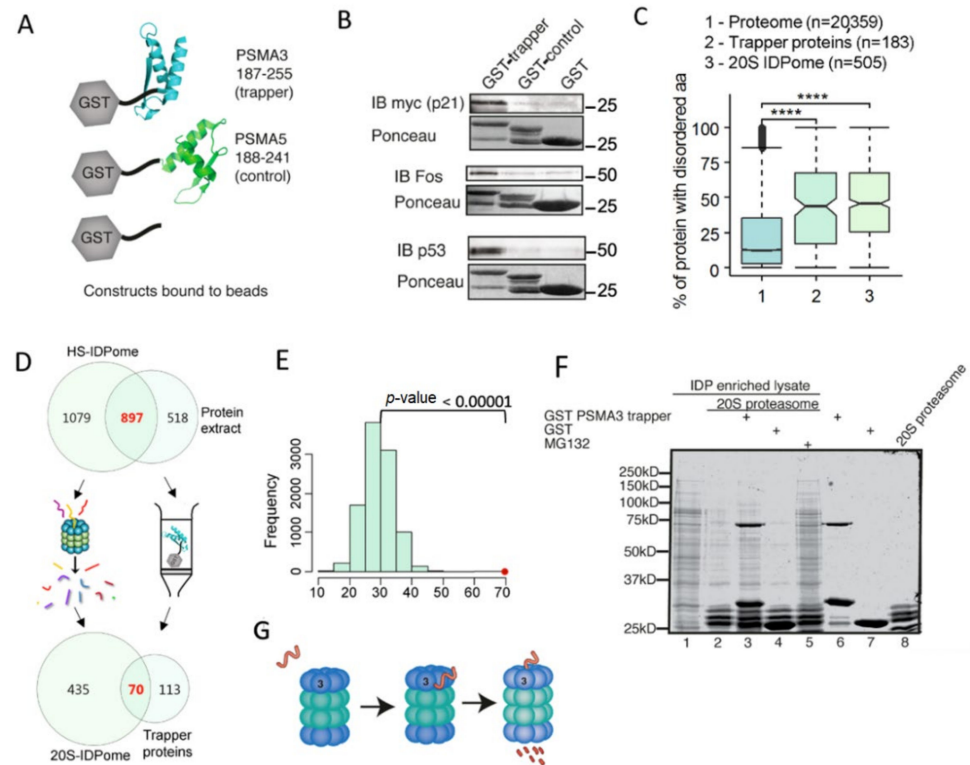 A
GST
PSMA3
187-255
(trapper)
GST
PSMA5
188-241
(control)
GST
Constructs bound to beads
B
GST-trapper
GST-control
GST
IB myc (p21)
25
Ponceau
IB Fos
50
Ponceau
25
IB p53
50
Ponceau
25
C
1 - Proteome (n=20359)
2 - Trapper proteins (n=183)
3 - 20S IDPome (n=505)
% of protein with disordered aa
****
****
100
75
50
25
0
1 2 3
D
HS-IDPome
1079 897 518
Protein
extract
435 70 113
20S-IDPome
Trapper
proteins
E
p-value < 0.00001
Frequency
3000
2000
1000
0
10 20 30 40 50 60 70
F
IDP enriched lysate
20S proteasome
20S proteasome
GST PSMA3 trapper + +
GST + +
MG132 +
250kD
150kD
100kD
75kD
50kD
37kD
25kD
1 2 3 4 5 6 7 8
G
3 3 3